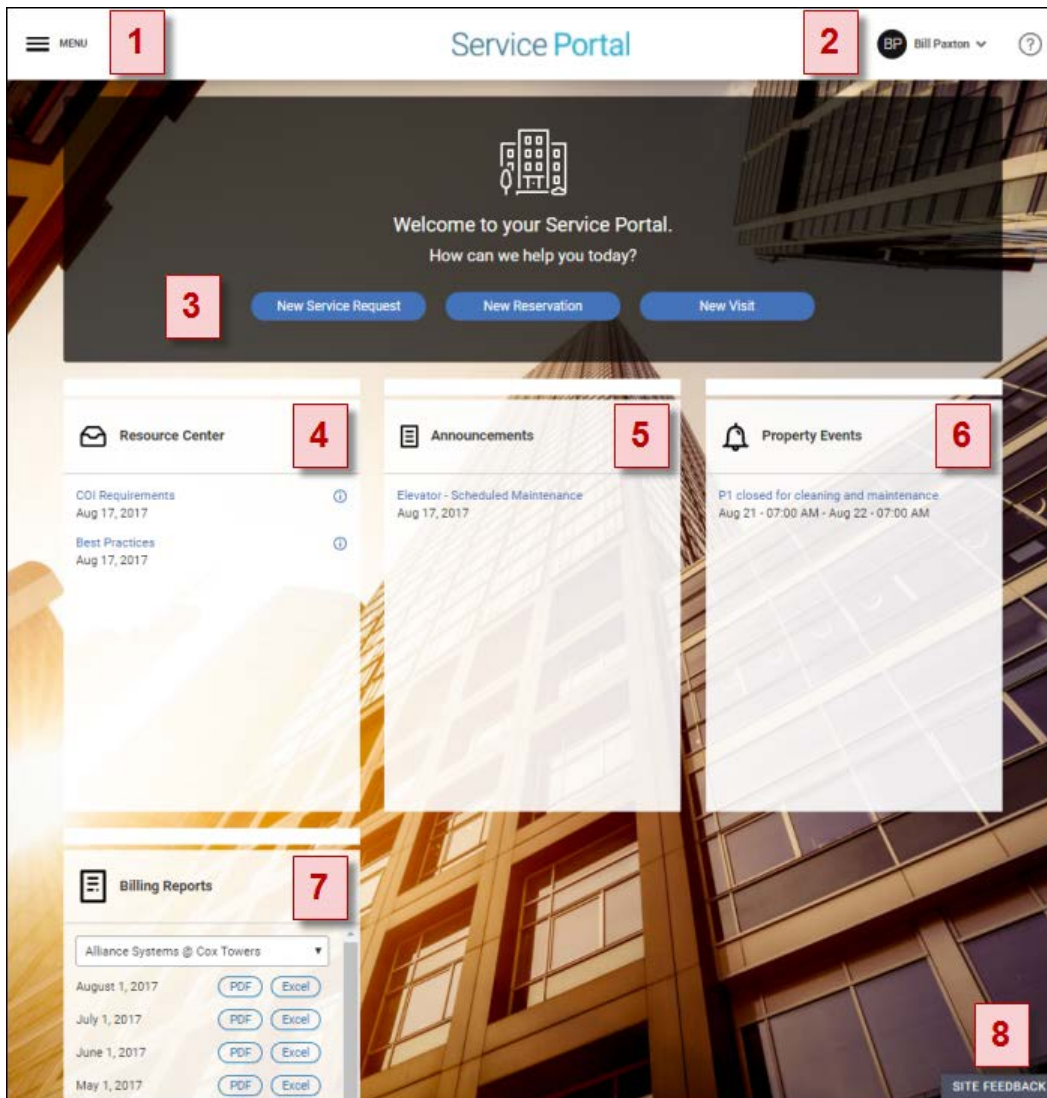 MENU
1
Service Portal
2
BP
Bill Paxton
?
Welcome to your Service Portal.
How can we help you today?
3
New Service Request
New Reservation
New Visit
Resource Center
4
COI Requirements
Aug 17, 2017
Best Practices
Aug 17, 2017
Announcements
5
Elevator - Scheduled Maintenance
Aug 17, 2017
Property Events
6
P1 closed for cleaning and maintenance
Aug 21 - 07:00 AM - Aug 22 - 07:00 AM
Billing Reports
7
Alliance Systems @ Cox Towers
August 1, 2017 PDF Excel
July 1, 2017 PDF Excel
June 1, 2017 PDF Excel
May 1, 2017 PDF Excel
8
SITE FEEDBACK